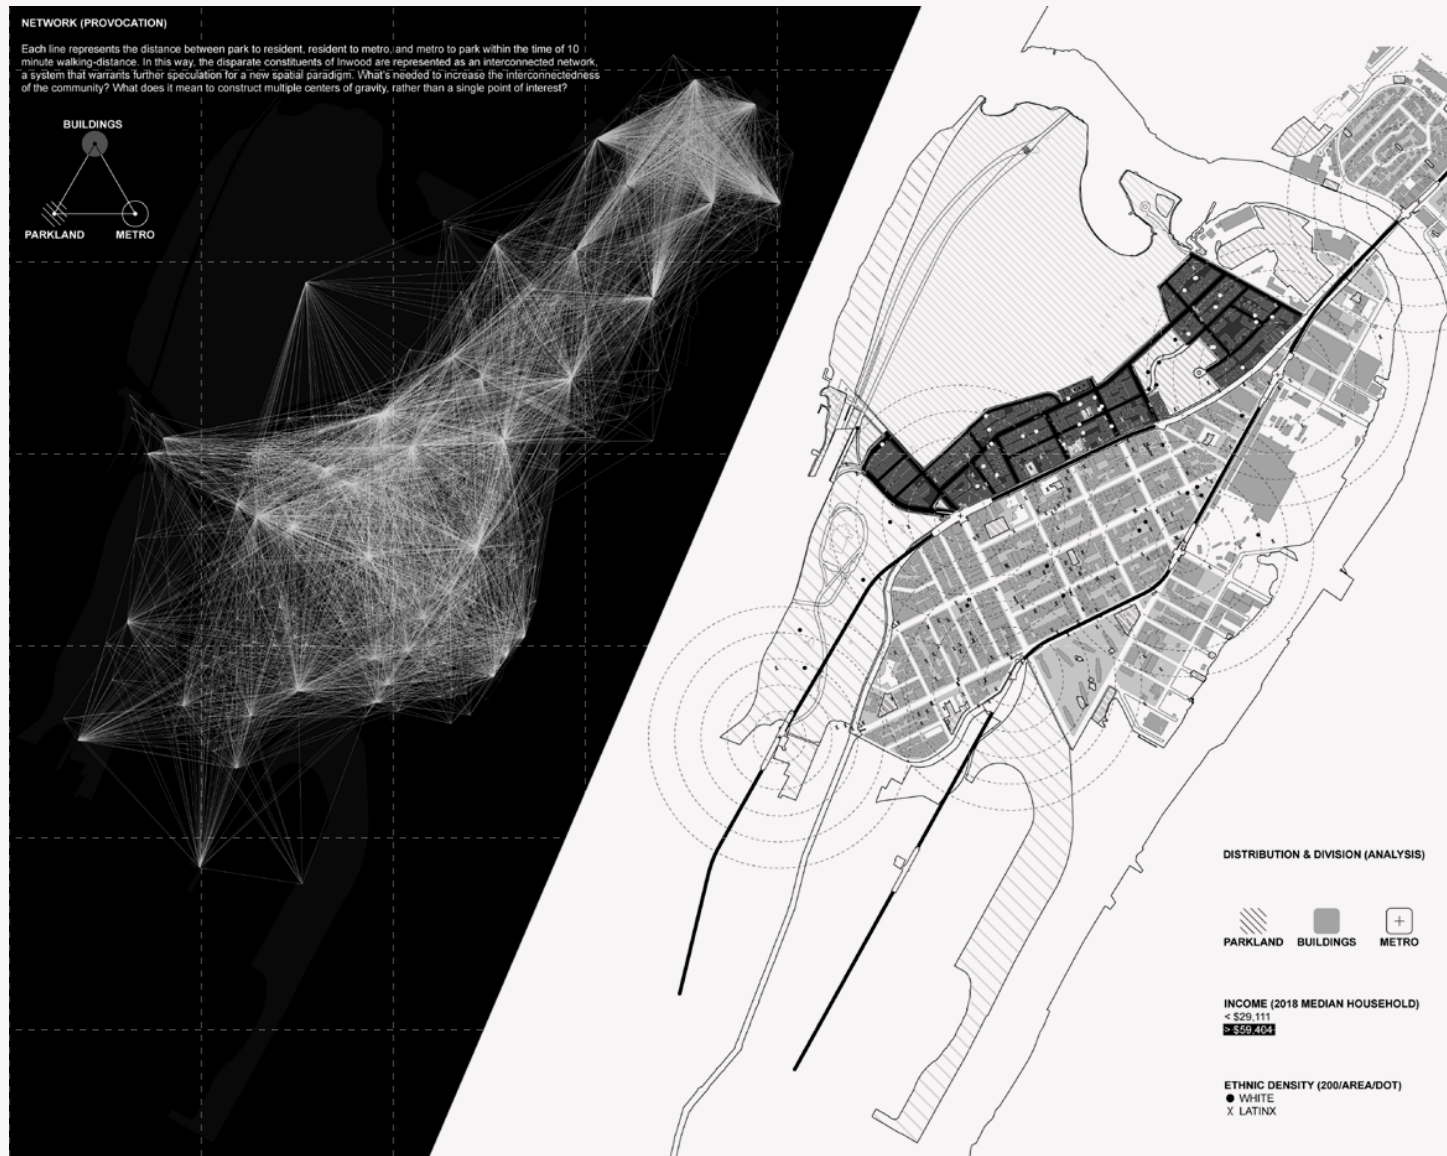 NETWORK (PROVOCATION)
Each line represents the distance between park to resident, resident to metro, and metro to park within the time of 10
minute walking-distance. In this way, the disparate constituents of Inwood are represented as an interconnected network,
a system that warrants further speculation for a new spatial paradigm. What's needed to increase the interconnectedness
of the community? What does it mean to construct multiple centers of gravity, rather than a single point of interest?
BUILDINGS
PARKLAND
METRO
DISTRIBUTION & DIVISION (ANALYSIS)
PARKLAND
BUILDINGS
METRO
INCOME (2018 MEDIAN HOUSEHOLD)
< $29,111
> $59,404
ETHNIC DENSITY (200/AREA/DOT)
WHITE
X LATINX